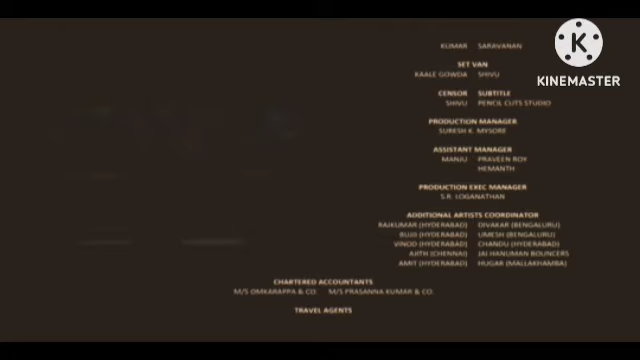 KUMAR SARAVANAN
SET VAN
KAALE GOWDA SHIVU
CENSOR SUBTITLE
SHIVU PENCIL CUTS STUDIO
PRODUCTION MANAGER
SURESH K. MYSORE
ASSISTANT MANAGER
MANJU PRAVEEN ROY
HEMANTH
PRODUCTION EXEC MANAGER
S.R. LOGANATHAN
ADDITIONAL ARTISTS COORDINATOR
RAJKUMAR (HYDERABAD) DIVAKAR (BENGALURU)
BUJJI (HYDERABAD) UMESH (BENGALURU)
VINOD (HYDERABAD) CHANDU (HYDERABAD)
AJITH (CHENNAI) JAI HANUMAN BOUNCERS
AMRIT (HYDERABAD) HUGAR (MALLAKHAMBA)
CHARTERED ACCOUNTANTS
M/S OMKARAPPA & CO. M/S PRASANNA KUMAR & CO.
TRAVEL AGENTS
K
KINEMASTER